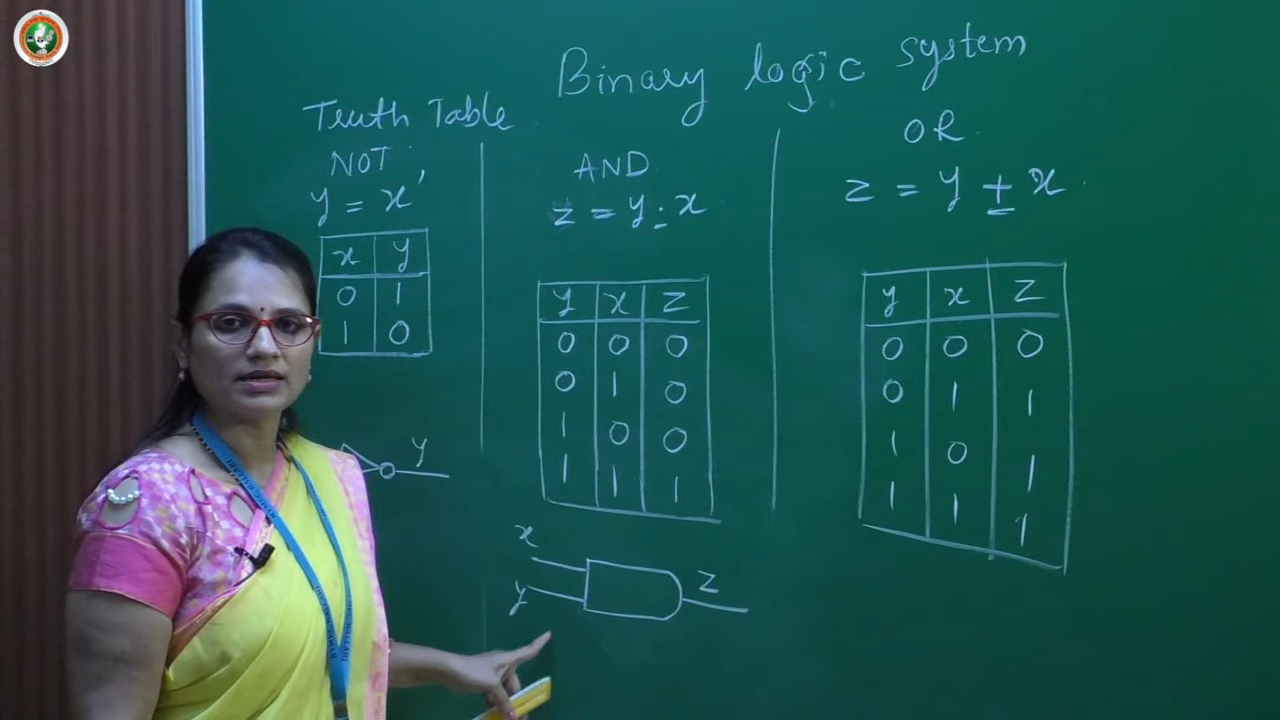 Binary logic system
Truth Table
NOT
y = x'
x y
0 1
1 0
y
AND
z = y . x
y x z
0 0 0
0 1 0
1 0 0
1 1 1
x
y
z
OR
z = y + x
y x z
0 0 0
0 1 1
1 0 1
1 1 1